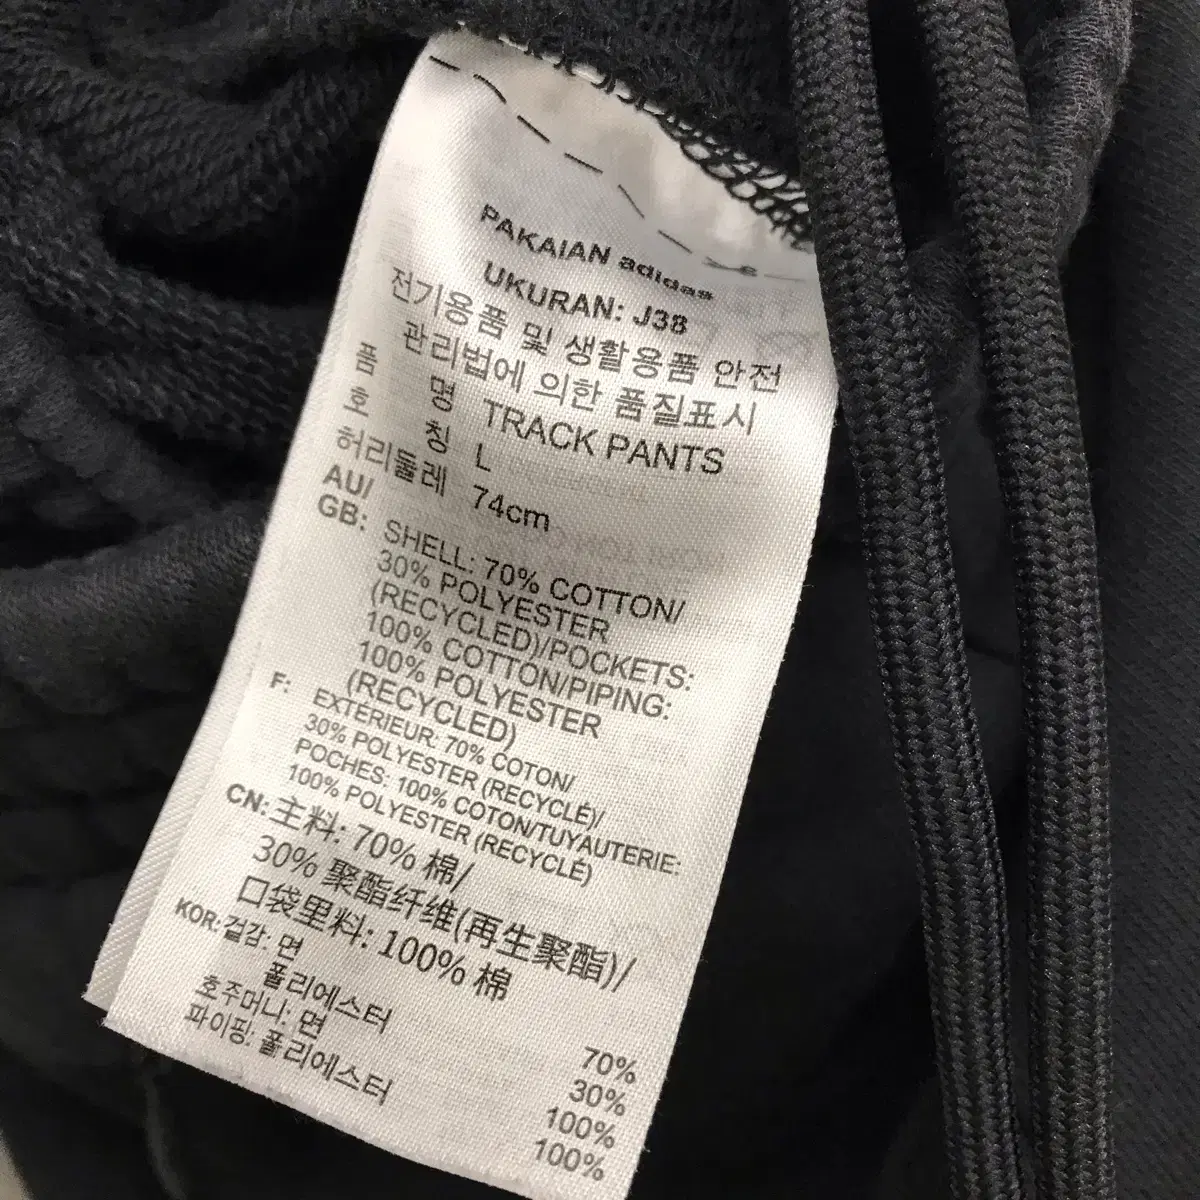 PAKAIAN adidas
UKURAN: J38
전기용품 및 생활용품 안전
관리법에 의한 품질표시
품 명 TRACK PANTS
호 칭 L
허리둘레 74cm
AU/
GB: SHELL: 70% COTTON/
30% POLYESTER
(RECYCLED)/POCKETS:
100% COTTON/PIPING:
100% POLYESTER
(RECYCLED)
F: EXTÉRIEUR: 70% COTON/
30% POLYESTER (RECYCLÉ)/
POCHES: 100% COTON/TUYAUTERIE:
100% POLYESTER (RECYCLÉ)
CN: 主料: 70% 棉/
30% 聚酯纤维(再生聚酯)/
口袋里料: 100% 棉
KOR: 겉감: 면 70%
폴리에스터 30%
호주머니: 면 100%
파이핑: 폴리에스터 100%